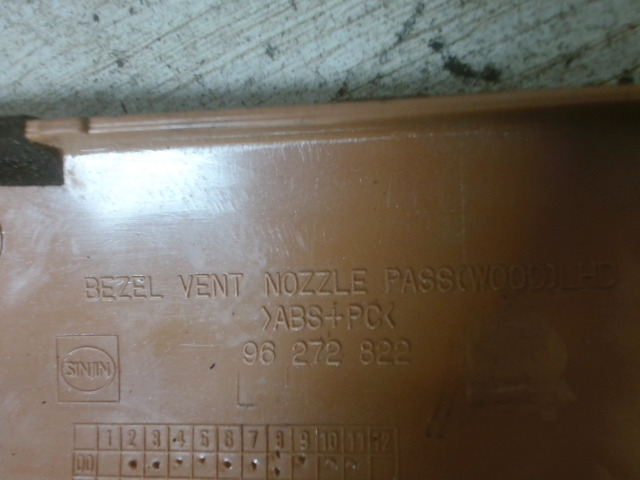 BEZEL VENT NOZZLE PASS(WOOD)LHD
>ABS+PC<
96 272 822
SINJIN
L
1 2 3 4 5 6 7 8 9 10 11 12
00